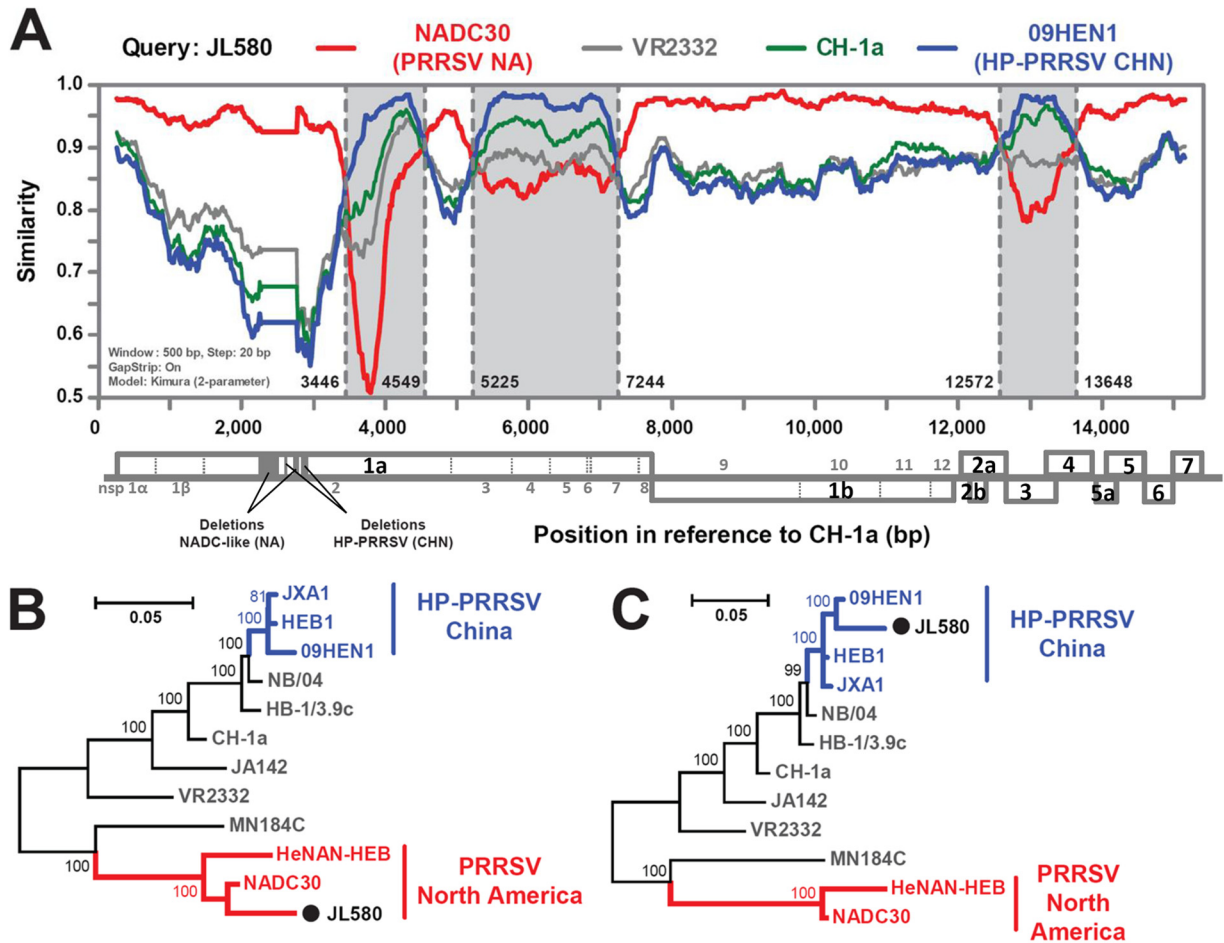 A
Query: JL580
NADC30
(PRRSV NA)
VR2332
CH-1a
09HEN1
(HP-PRRSV CHN)
Similarity
1.0
0.9
0.8
0.7
0.6
0.5
Window : 500 bp, Step: 20 bp
GapStrip: On
Model: Kimura (2-parameter)
3446
4549
5225
7244
12572
13648
0
2,000
4,000
6,000
8,000
10,000
12,000
14,000
1a
9
10
11
12
2a
4
5
7
nsp 1α
1β
2
3
4
5
6
7
8
1b
2b
3
5a
6
Deletions
NADC-like (NA)
Deletions
HP-PRRSV (CHN)
Position in reference to CH-1a (bp)
B
0.05
81
JXA1
100
HEB1
100
09HEN1
HP-PRRSV
China
100
NB/04
100
HB-1/3.9c
100
CH-1a
JA142
VR2332
MN184C
100
HeNAN-HEB
100
NADC30
JL580
PRRSV
North America
C
0.05
100
09HEN1
JL580
100
HEB1
99
JXA1
HP-PRRSV
China
100
NB/04
100
HB-1/3.9c
100
CH-1a
JA142
VR2332
MN184C
100
100
HeNAN-HEB
NADC30
PRRSV
North
America